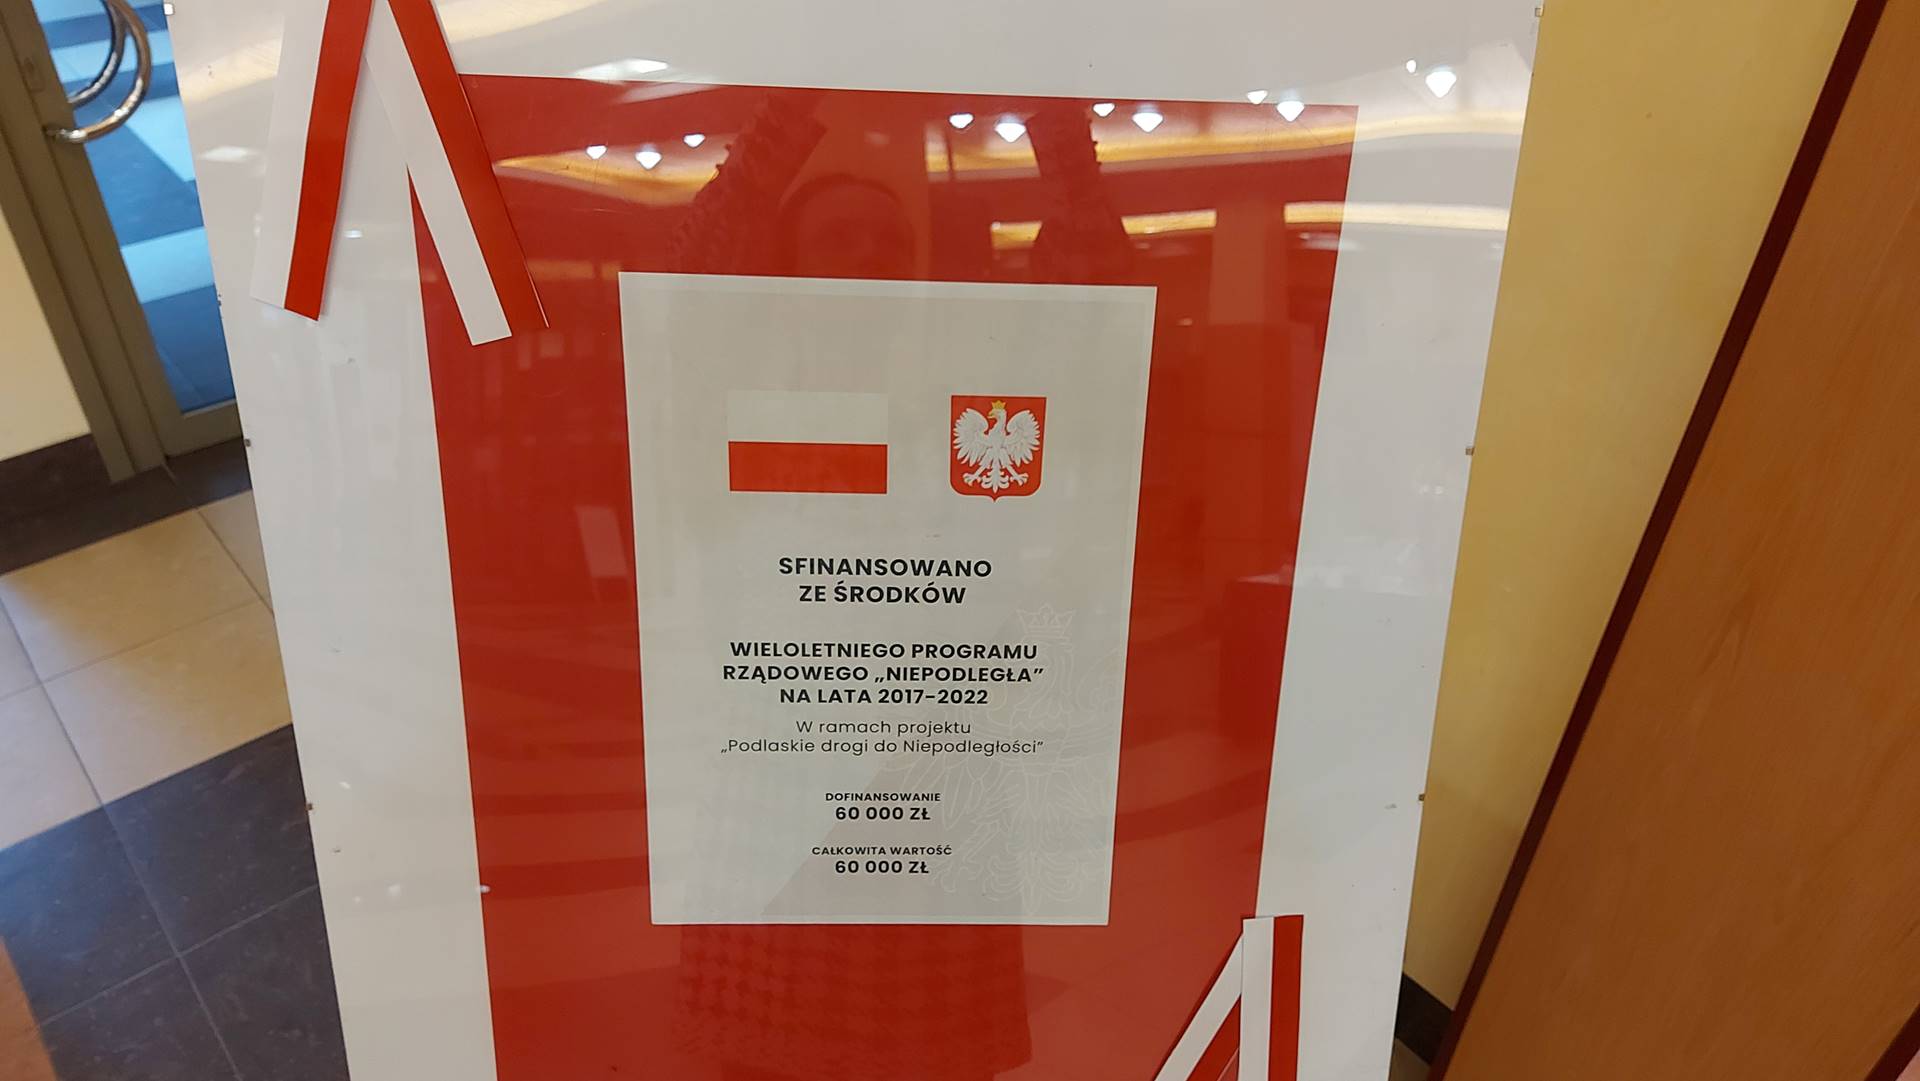 SFINANSOWANO
ZE ŚRODKÓW
WIELOLETNIEGO PROGRAMU
RZĄDOWEGO „NIEPODLEGŁA”
NA LATA 2017-2022
W ramach projektu
„Podlaskie drogi do Niepodległości”
DOFINANSOWANIE
60 000 ZŁ
CAŁKOWITA WARTOŚĆ
60 000 ZŁ